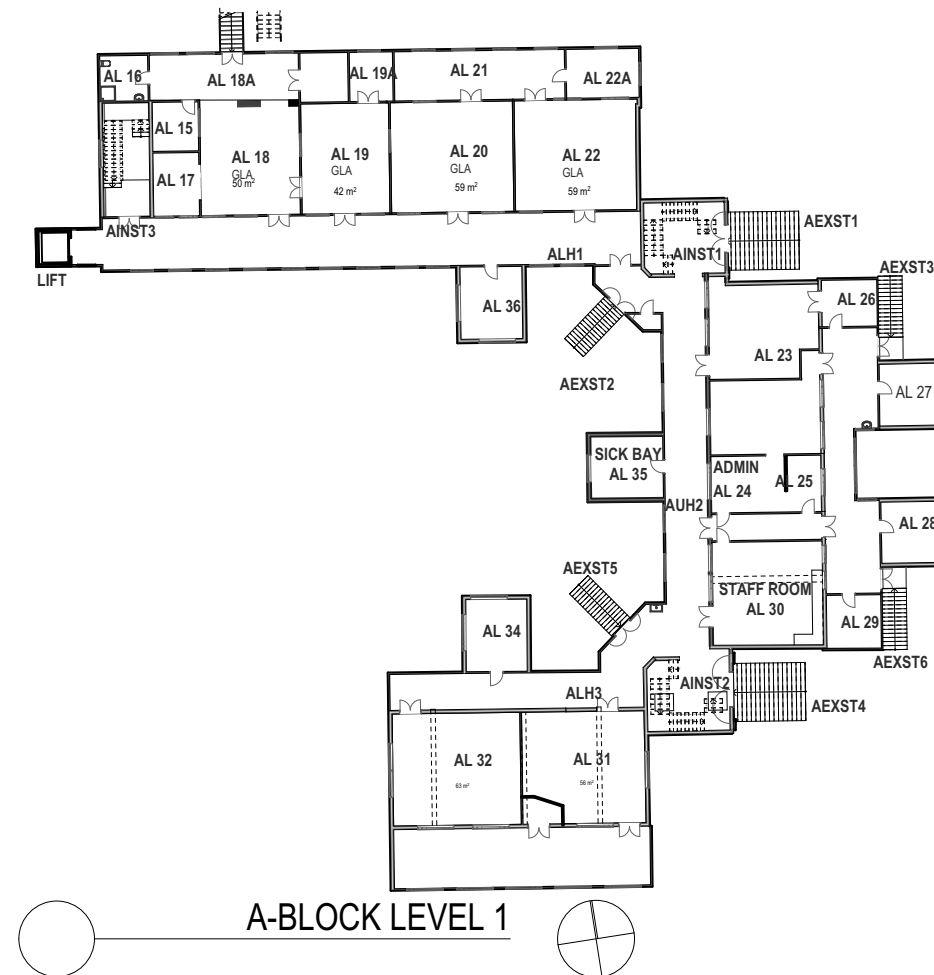 AL 16
AL 18A
AL 19A
AL 21
AL 22A
AL 15
AL 17
AL 18
GLA
50 m²
AL 19
GLA
42 m²
AL 20
GLA
59 m²
AL 22
GLA
59 m²
AINST3
LIFT
ALH1
AINST1
AEXST1
AEXST3
AL 36
AL 26
AL 23
AEXST2
AL 27
SICK BAY
AL 35
ADMIN
AL 24
AL 25
AUH2
AL 28
AEXST5
STAFF ROOM
AL 30
AL 29
AL 34
AEXST6
AINST2
ALH3
AEXST4
AL 32
63 m²
AL 31
56 m²
A-BLOCK LEVEL 1